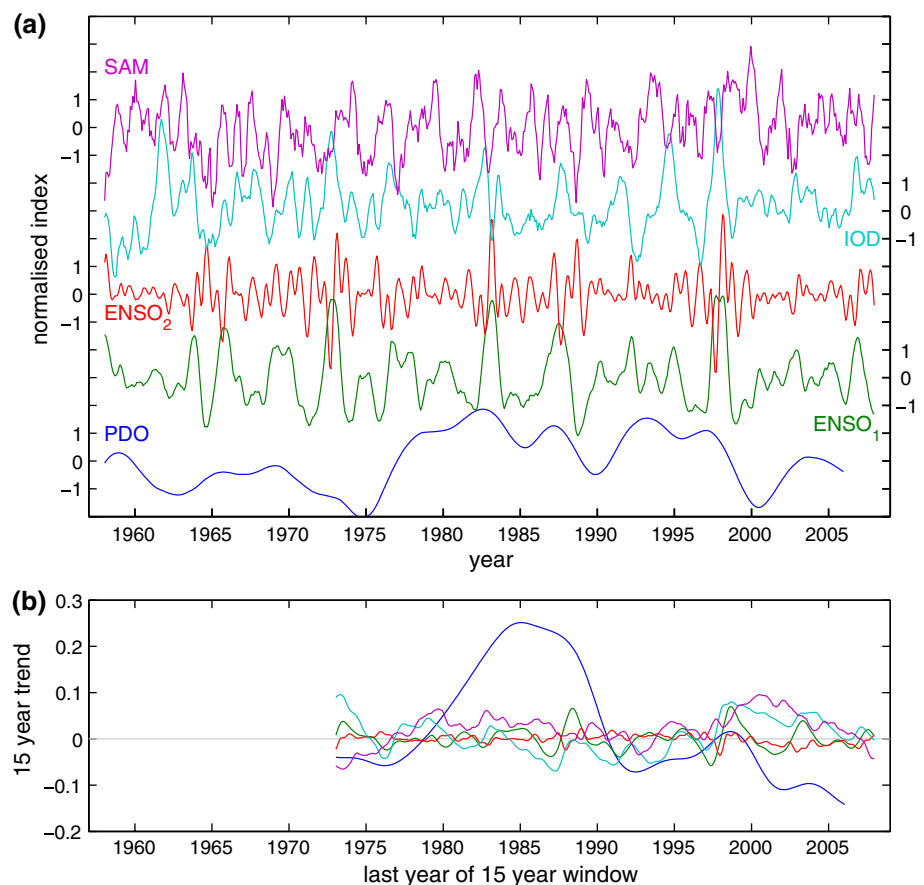 (a)
SAM
1
0
−1
1
0
−1
IOD
normalised index
1
0
−1
ENSO2
1
0
−1
ENSO1
PDO
1
0
−1
1960 1965 1970 1975 1980 1985 1990 1995 2000 2005
year
(b)
0.3
0.2
0.1
0
−0.1
−0.2
15 year trend
1960 1965 1970 1975 1980 1985 1990 1995 2000 2005
last year of 15 year window